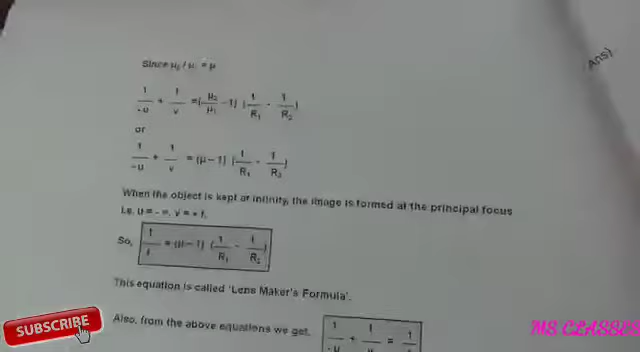 Ans)
Since μ₂ / μ₁ = μ
1/-u + 1/v = (μ₂/μ₁ - 1) (1/R₁ - 1/R₂)
or
1/-u + 1/v = (μ - 1) (1/R₁ - 1/R₂)
When the object is kept at infinity, the image is formed at the principal focus
i.e. u = - ∞, v = + f.
So, 1/f = (μ - 1) (1/R₁ - 1/R₂)
This equation is called 'Lens Maker's Formula'.
Also, from the above equations we get, 1/-u + 1/v = 1/f
SUBSCRIBE
MS CLASSES